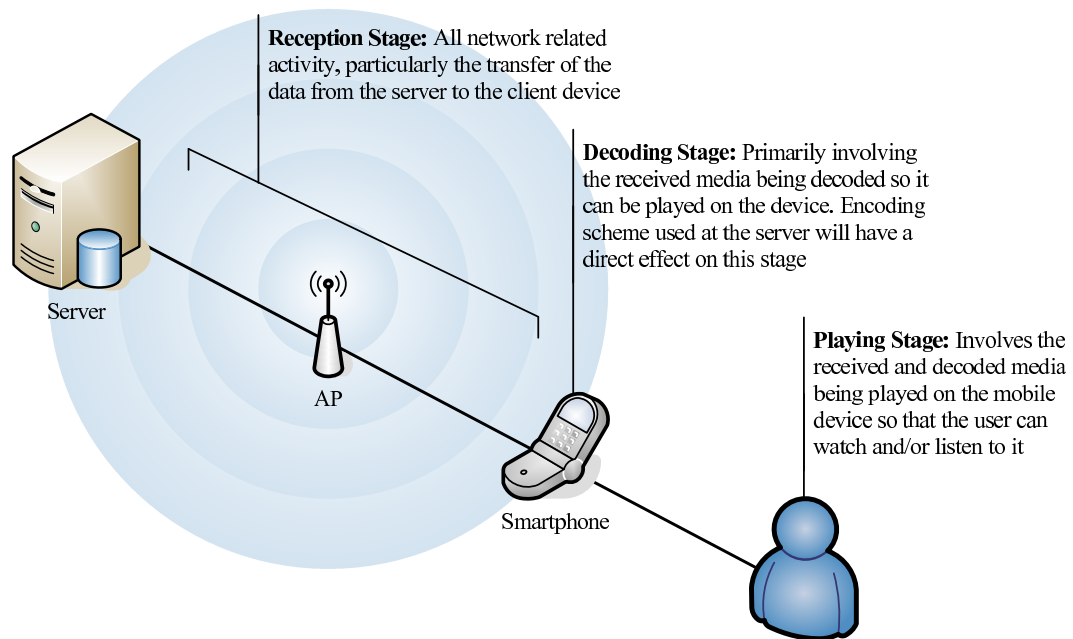 Reception Stage: All network related
activity, particularly the transfer of the
data from the server to the client device
Decoding Stage: Primarily involving
the received media being decoded so it
can be played on the device. Encoding
scheme used at the server will have a
direct effect on this stage
Server
Playing Stage: Involves the
received and decoded media
being played on the mobile
device so that the user can
watch and/or listen to it
AP
Smartphone